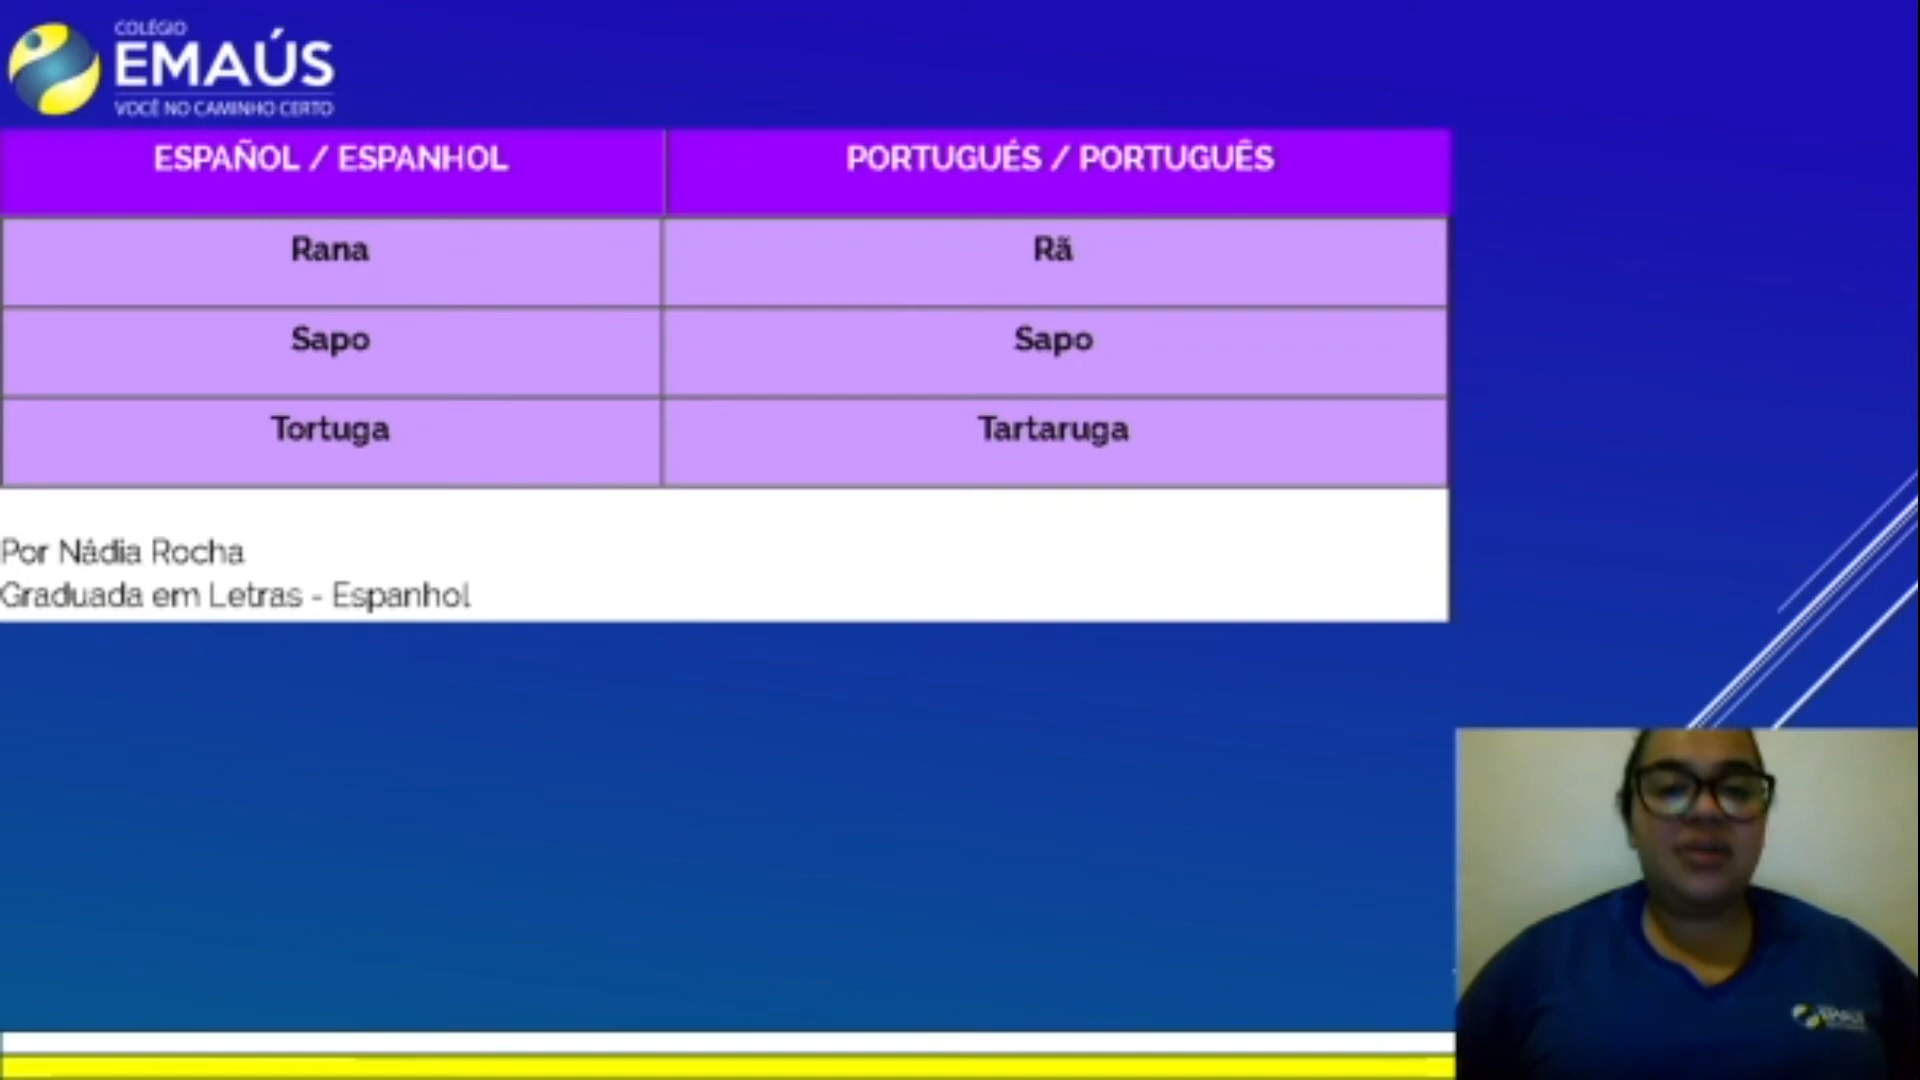 COLÉGIO
EMAÚS
VOCÊ NO CAMINHO CERTO
ESPAÑOL / ESPANHOL
PORTUGUÉS / PORTUGUÊS
Rana
Rã
Sapo
Sapo
Tortuga
Tartaruga
Por Nádia Rocha
Graduada em Letras - Espanhol
EMAÚS